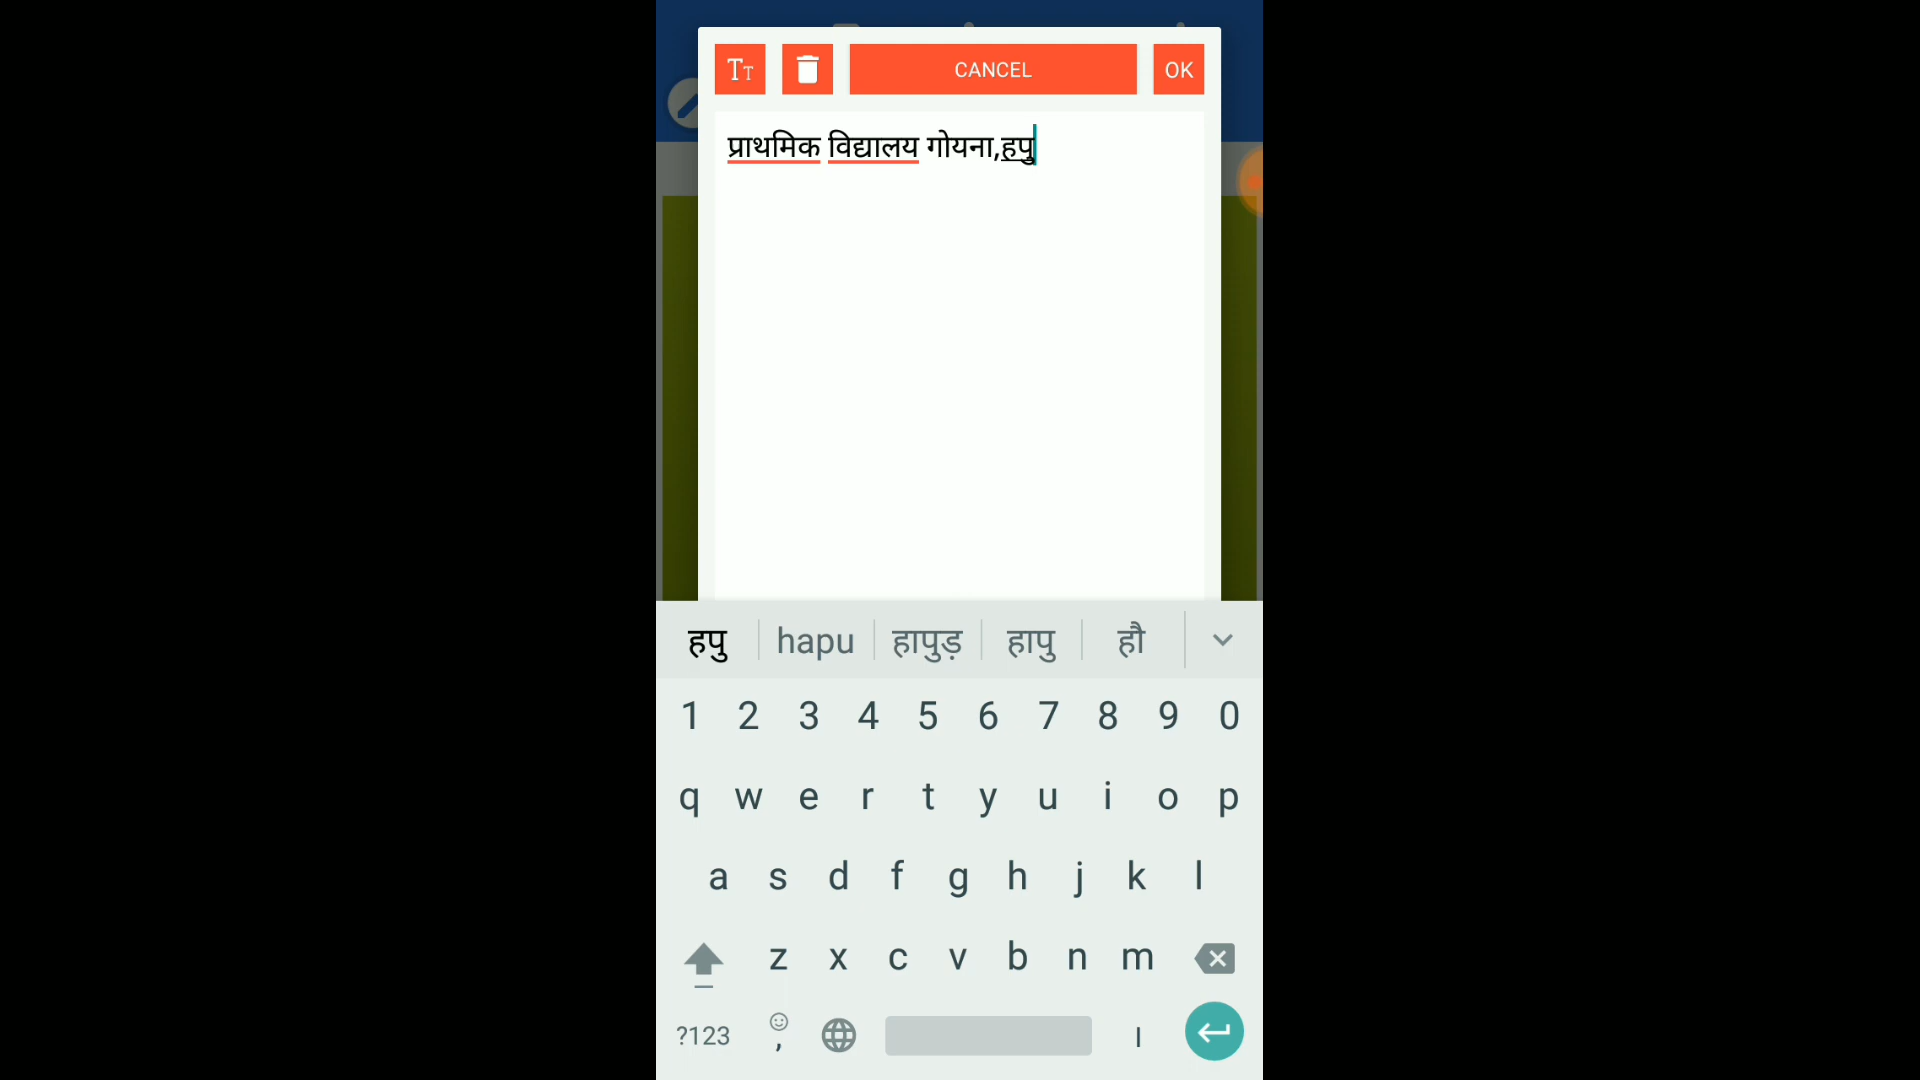 TT CANCEL OK
प्राथमिक विद्यालय गोयना,हपु
हपु hapu हापुड़ हापु हौ
1 2 3 4 5 6 7 8 9 0
q w e r t y u i o p
a s d f g h j k l
z x c v b n m
?123 , ।